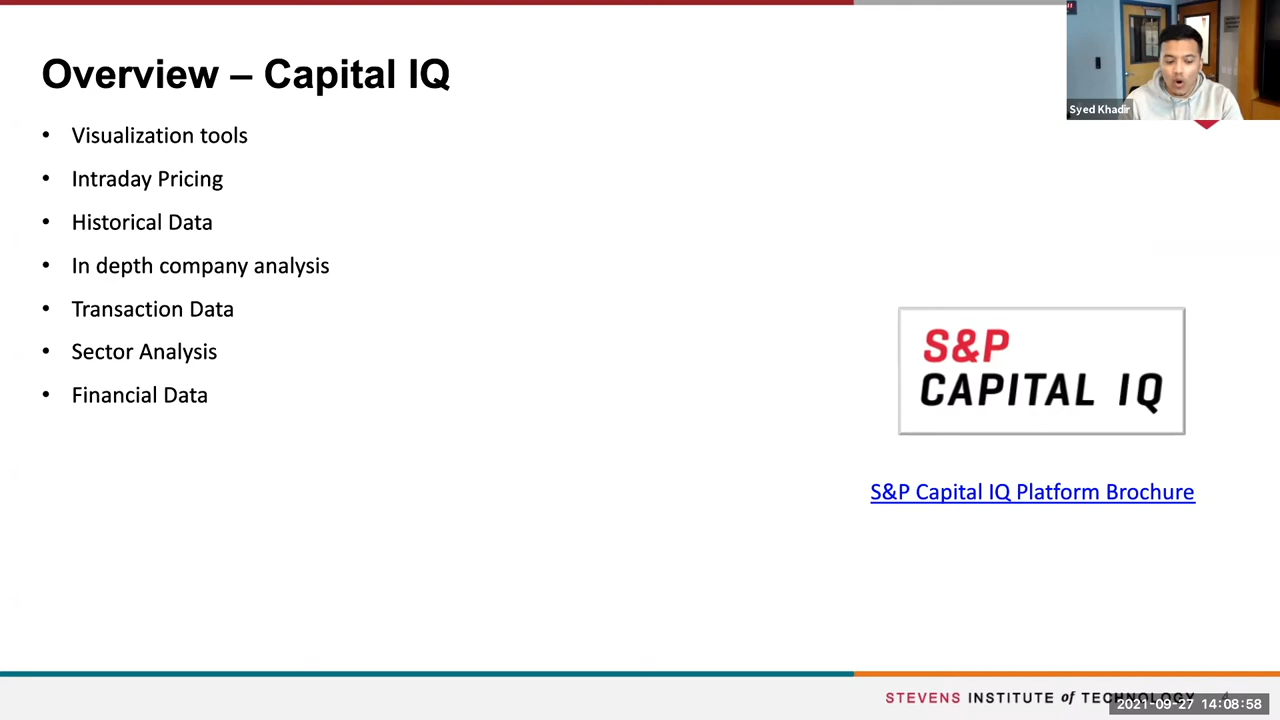 Overview – Capital IQ
Syed Khadir
• Visualization tools
• Intraday Pricing
• Historical Data
• In depth company analysis
• Transaction Data
• Sector Analysis
• Financial Data
S&P
CAPITAL IQ
S&P Capital IQ Platform Brochure
STEVENS INSTITUTE of TECHNOLOGY
2021-09-27 14:08:58